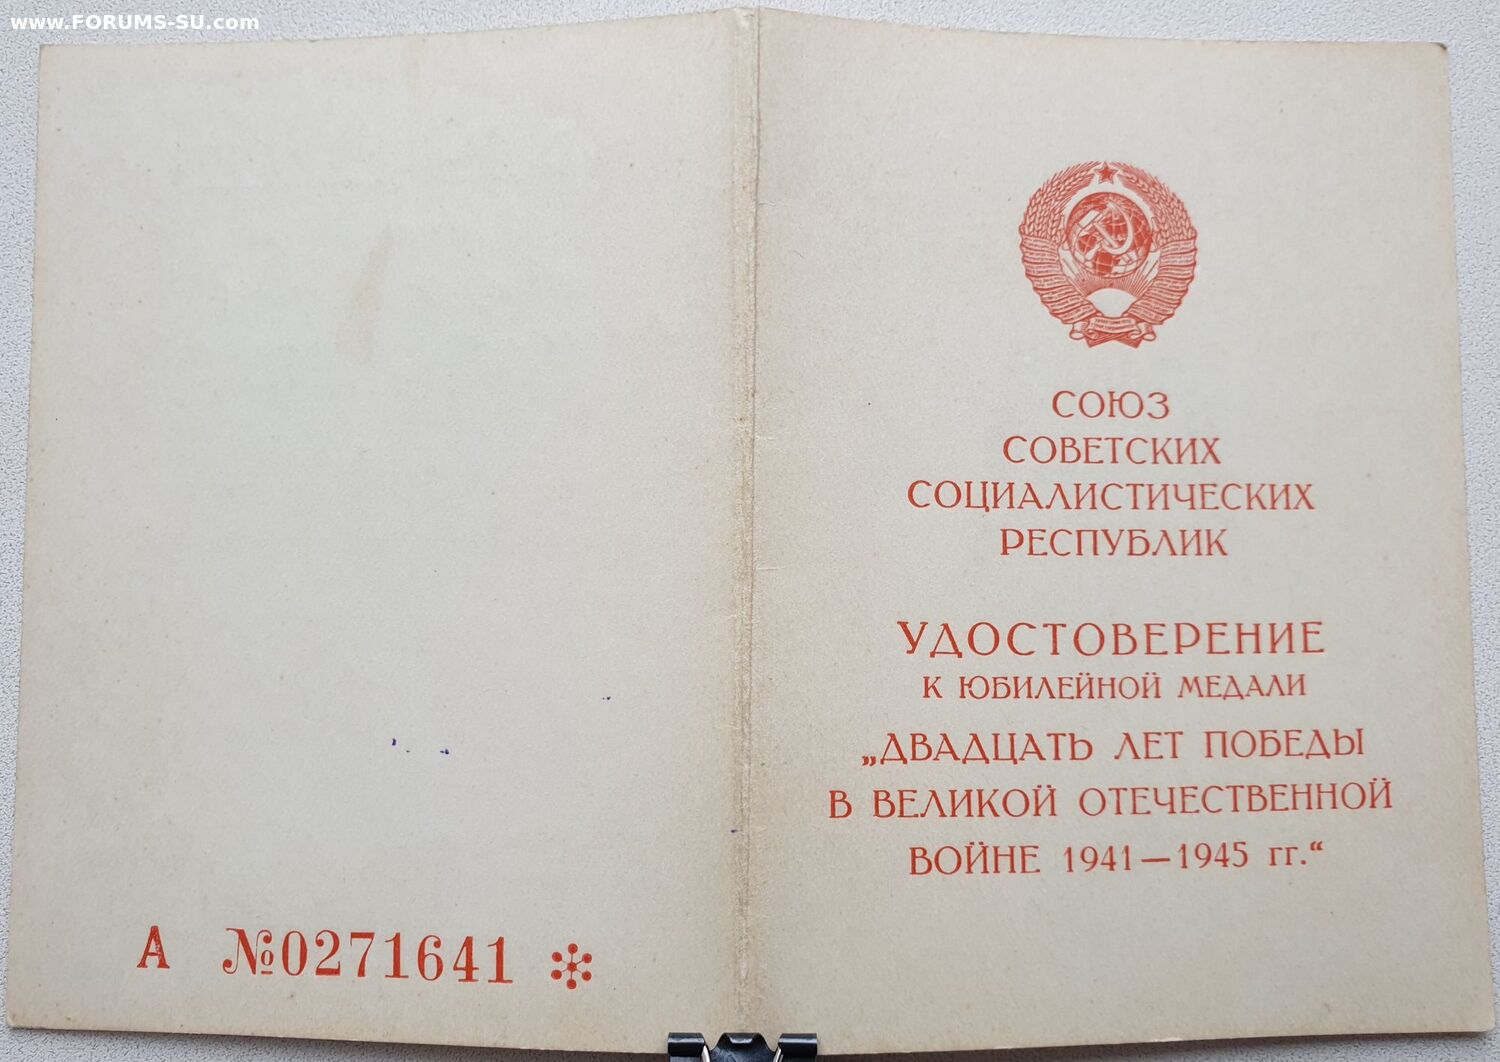 www.FORUMS-SU.com
СОЮЗ
СОВЕТСКИХ
СОЦИАЛИСТИЧЕСКИХ
РЕСПУБЛИК
УДОСТОВЕРЕНИЕ
К ЮБИЛЕЙНОЙ МЕДАЛИ
„ДВАДЦАТЬ ЛЕТ ПОБЕДЫ
В ВЕЛИКОЙ ОТЕЧЕСТВЕННОЙ
ВОЙНЕ 1941—1945 гг.“
А №0271641